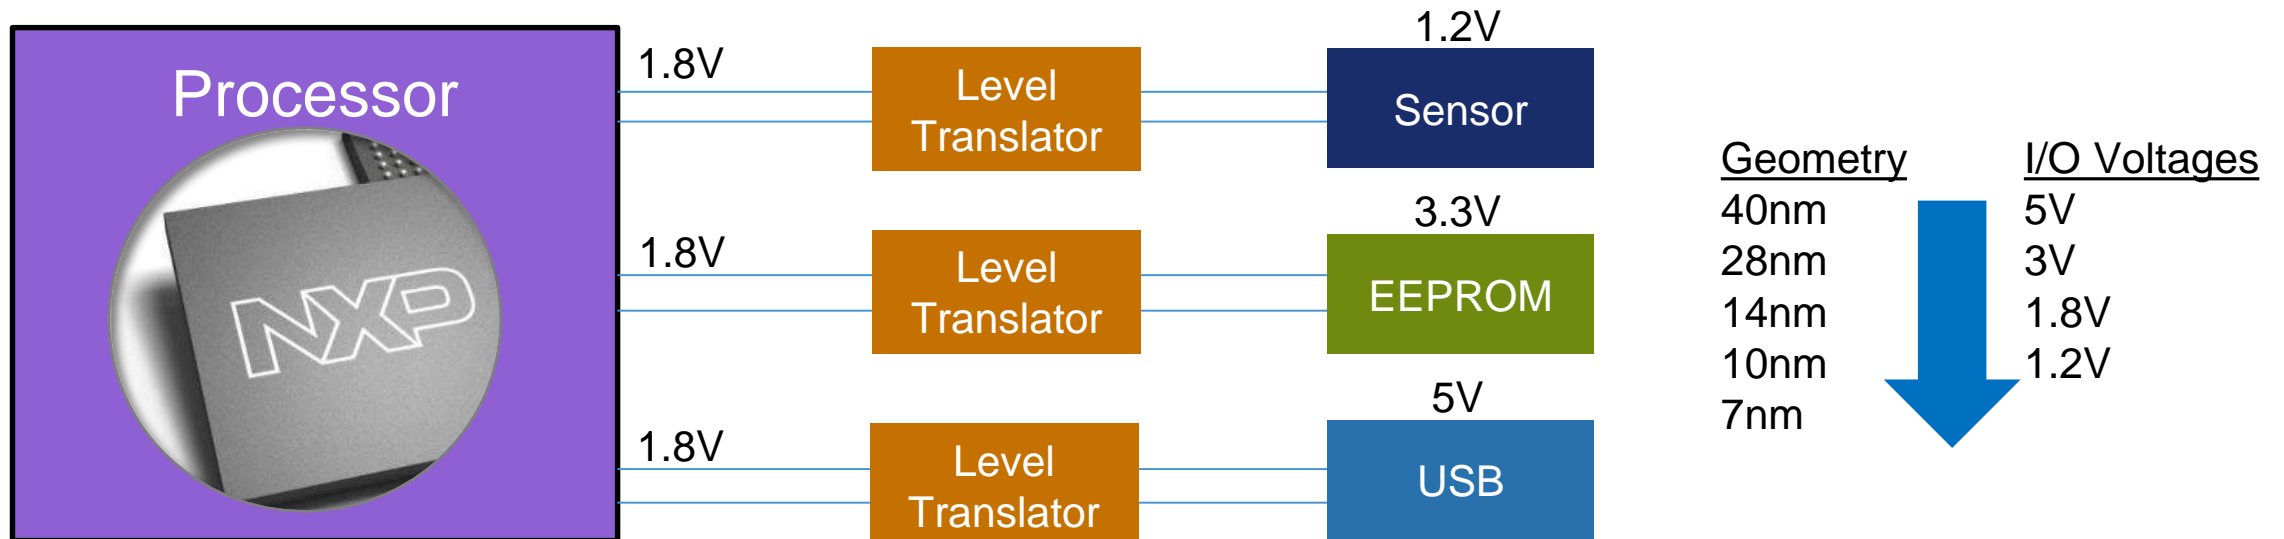 Processor
NXP
1.8V
Level
Translator
1.2V
Sensor
1.8V
Level
Translator
3.3V
EEPROM
1.8V
Level
Translator
5V
USB
Geometry I/O Voltages
40nm 5V
28nm 3V
14nm 1.8V
10nm 1.2V
7nm